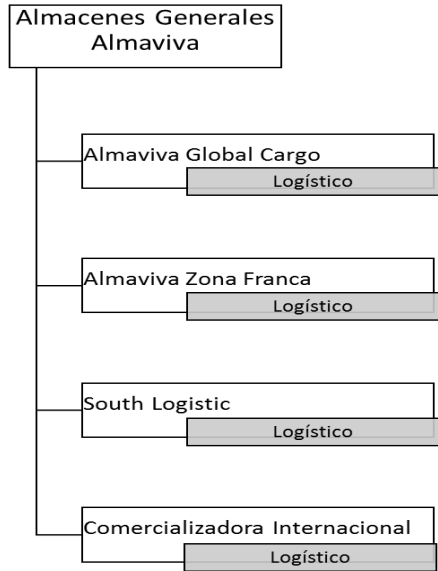 Almacenes Generales
Almaviva
Almaviva Global Cargo
Logístico
Almaviva Zona Franca
Logístico
South Logistic
Logístico
Comercializadora Internacional
Logístico